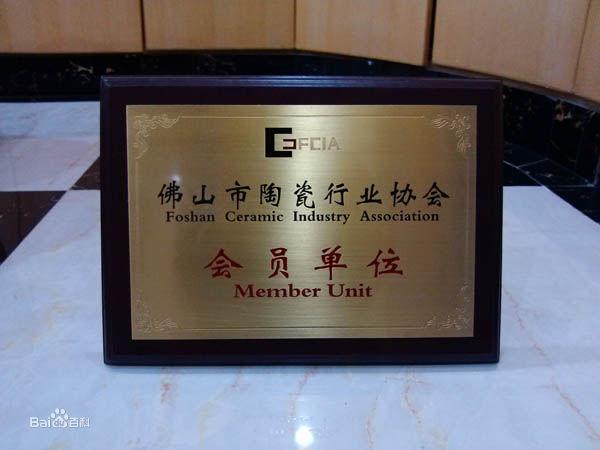 FCIA
佛山市陶瓷行业协会
Foshan Ceramic Industry Association
会员单位
Member Unit
Bai百科